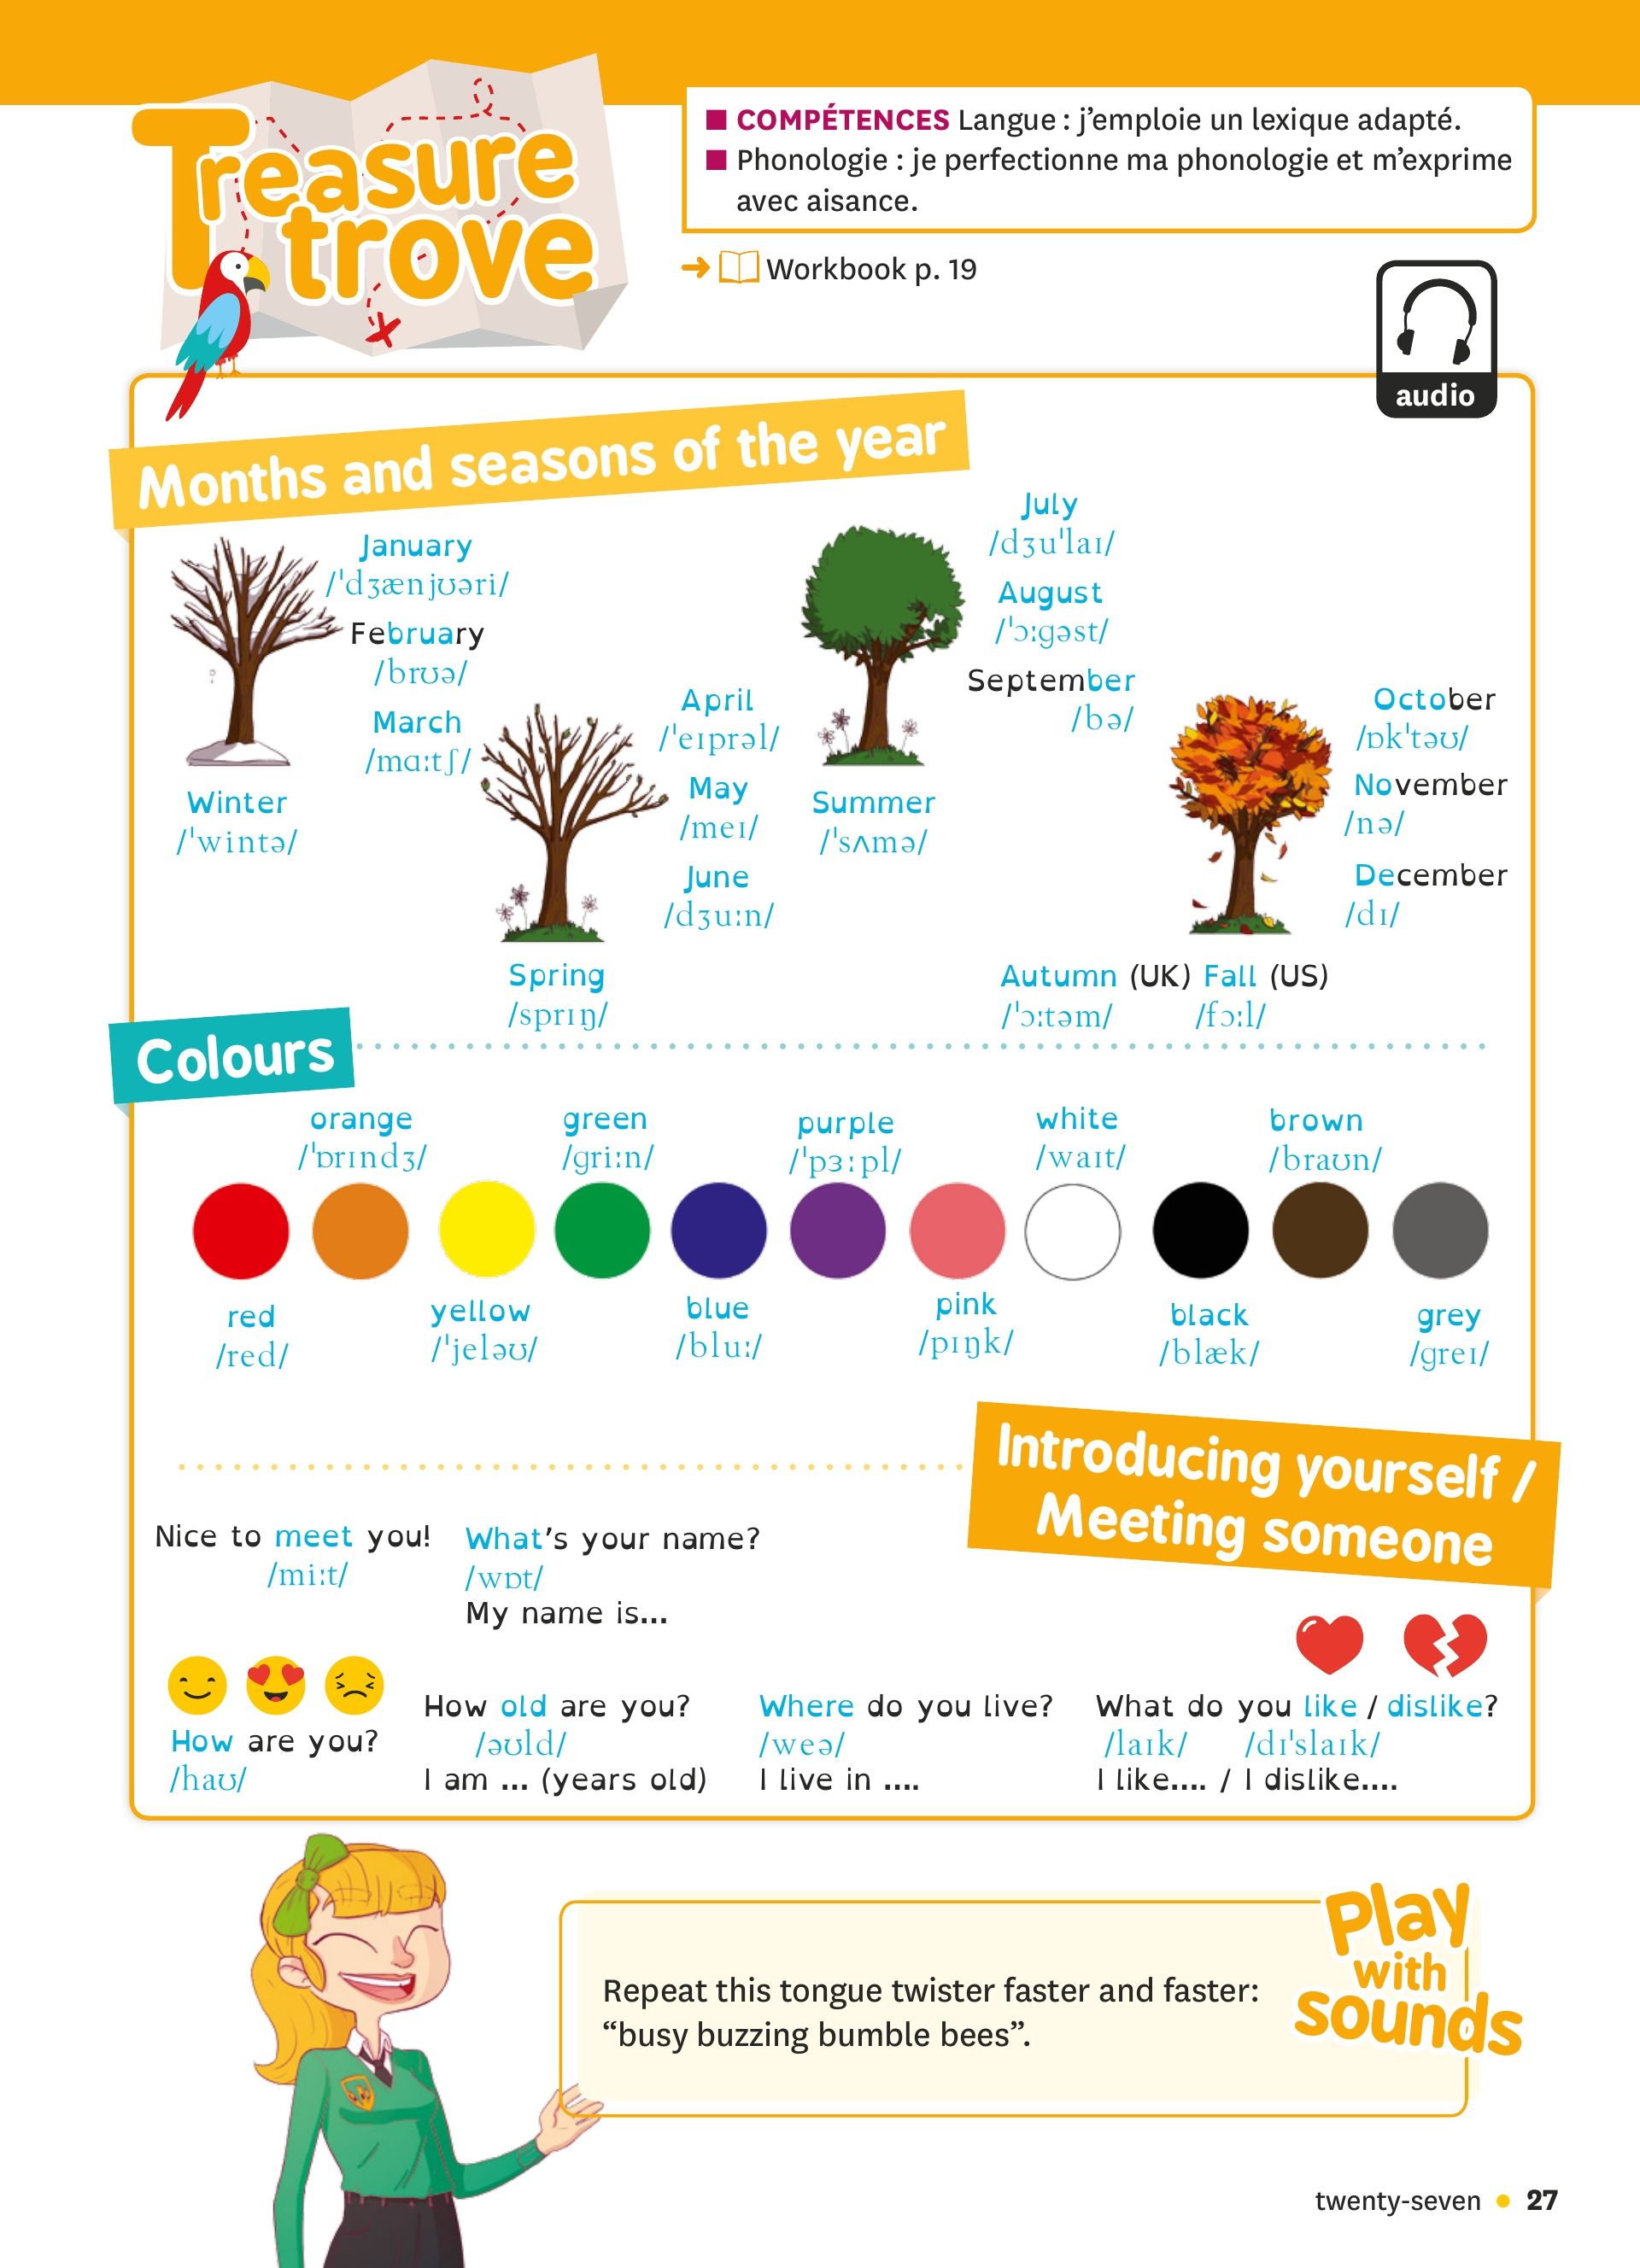 Treasure
trove
■ COMPÉTENCES Langue : j’emploie un lexique adapté.
■ Phonologie : je perfectionne ma phonologie et m’exprime
avec aisance.
➔ Workbook p. 19
audio
Months and seasons of the year
January
/ˈdʒænjʊəri/
February
/brʊə/
March
/mɑːtʃ/
Winter
/ˈwintə/
April
/ˈeɪprəl/
May
/meɪ/
June
/dʒuːn/
Spring
/sprɪŋ/
July
/dʒuˈlaɪ/
August
/ˈɔːgəst/
September
/bə/
Summer
/ˈsʌmə/
October
/ɒkˈtəʊ/
November
/nə/
December
/dɪ/
Autumn (UK) Fall (US)
/ˈɔːtəm/ /fɔːl/
Colours
orange green purple white brown
/ˈɒrɪndʒ/ /griːn/ /ˈpɜːpl/ /waɪt/ /braʊn/
red yellow blue pink black grey
/red/ /ˈjeləʊ/ /bluː/ /pɪŋk/ /blæk/ /greɪ/
Introducing yourself /
Meeting someone
Nice to meet you!
/miːt/
What’s your name?
/wɒt/
My name is...
How are you?
/haʊ/
How old are you?
/əʊld/
I am ... (years old)
Where do you live?
/weə/
I live in ....
What do you like / dislike?
/laɪk/ /dɪˈslaɪk/
I like.... / I dislike....
Play
with
sounds
Repeat this tongue twister faster and faster:
“busy buzzing bumble bees”.
twenty-seven • 27